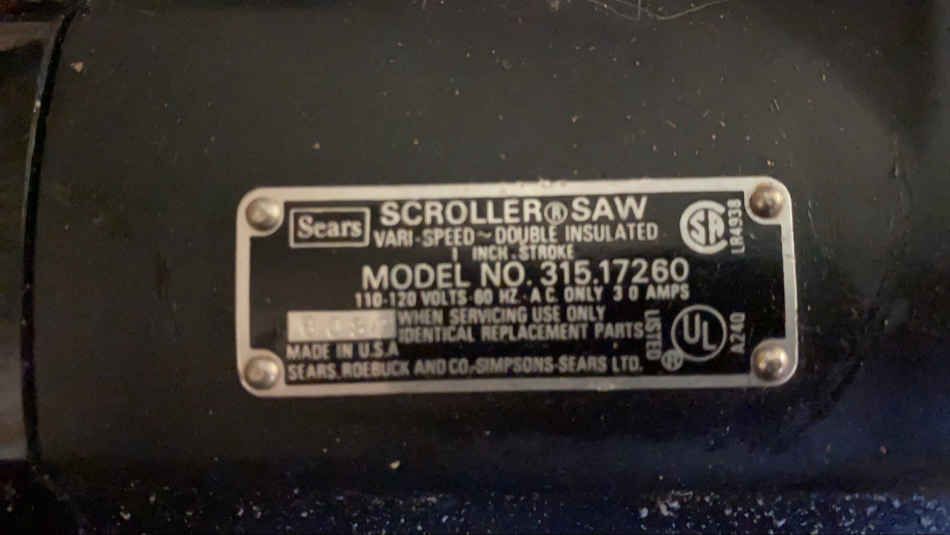 Sears
SCROLLER® SAW
VARI-SPEED~DOUBLE INSULATED
1 INCH-STROKE
MODEL NO. 315.17260
110-120 VOLTS-60 HZ-A C. ONLY 3 0 AMPS
WHEN SERVICING USE ONLY
IDENTICAL REPLACEMENT PARTS
MADE IN U.S.A
SEARS, ROEBUCK AND CO,-SIMPSONS-SEARS LTD.
SA
LR4938
LISTED
UL
A240